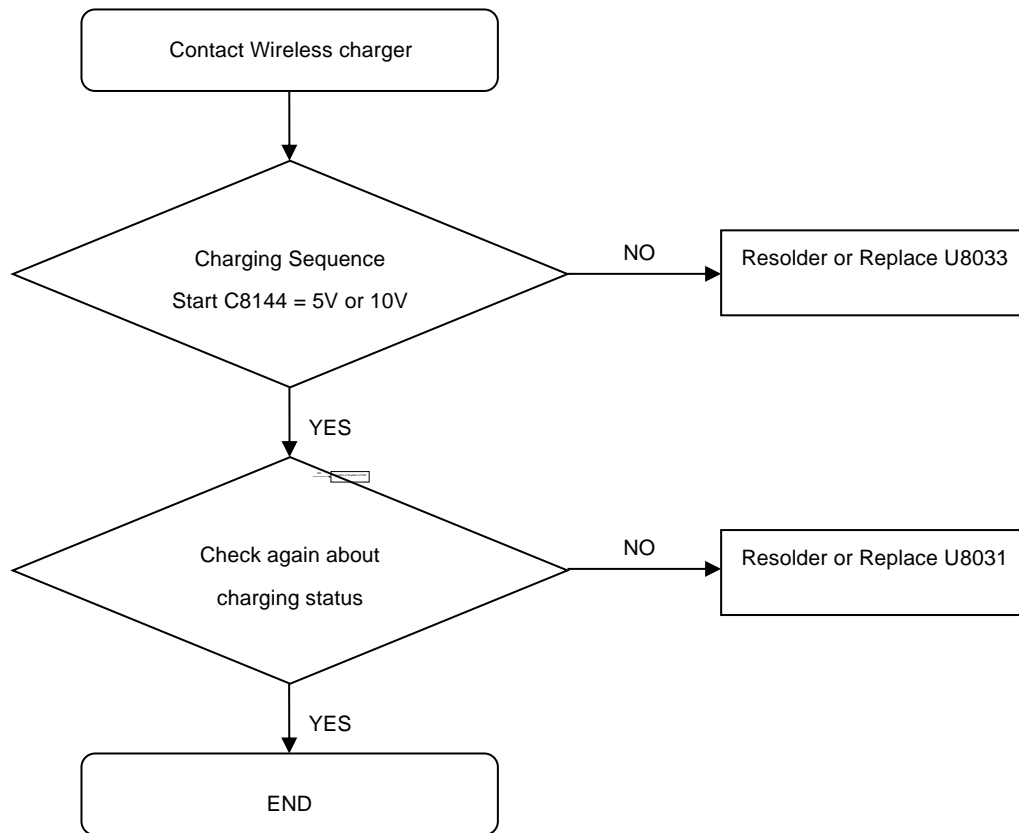 Contact Wireless charger
Charging Sequence
Start C8144 = 5V or 10V
NO
Resolder or Replace U8033
YES
Check again about
charging status
NO
Resolder or Replace U8031
YES
END